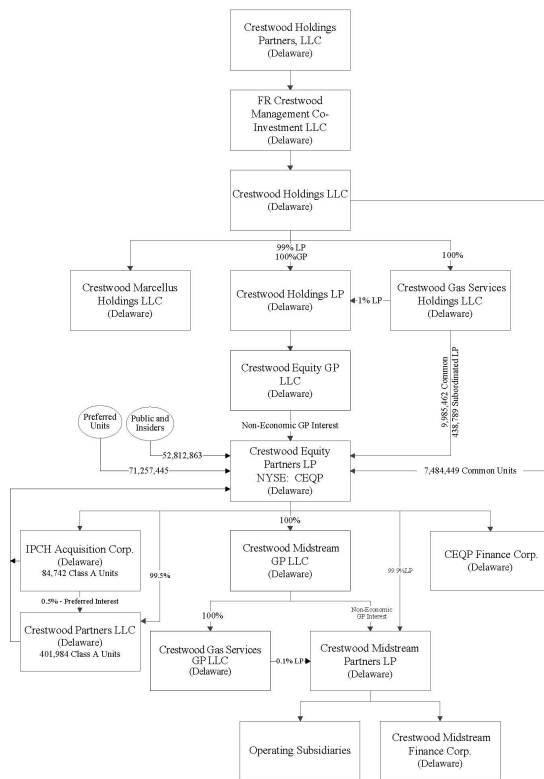 Crestwood Holdings
Partners, LLC
(Delaware)
FR Crestwood
Management Co-
Investment LLC
(Delaware)
Crestwood Holdings LLC
(Delaware)
99% LP
100%GP
100%
Crestwood Marcellus
Holdings LLC
(Delaware)
Crestwood Holdings LP
(Delaware)
1% LP
Crestwood Gas Services
Holdings LLC
(Delaware)
Crestwood Equity GP
LLC
(Delaware)
9,985,462 Common
438,789 Subordinated LP
Preferred
Units
Public and
Insiders
Non-Economic GP Interest
52,812,863
71,257,445
Crestwood Equity
Partners LP
NYSE: CEQP
(Delaware)
7,484,449 Common Units
100%
IPCH Acquisition Corp.
(Delaware)
84,742 Class A Units
99.5%
Crestwood Midstream
GP LLC
(Delaware)
99.9%LP
CEQP Finance Corp.
(Delaware)
0.5% - Preferred Interest
Crestwood Partners LLC
(Delaware)
401,984 Class A Units
100%
Non-Economic
GP Interest
Crestwood Gas Services
GP LLC
(Delaware)
0.1% LP
Crestwood Midstream
Partners LP
(Delaware)
Operating Subsidiaries
Crestwood Midstream
Finance Corp.
(Delaware)